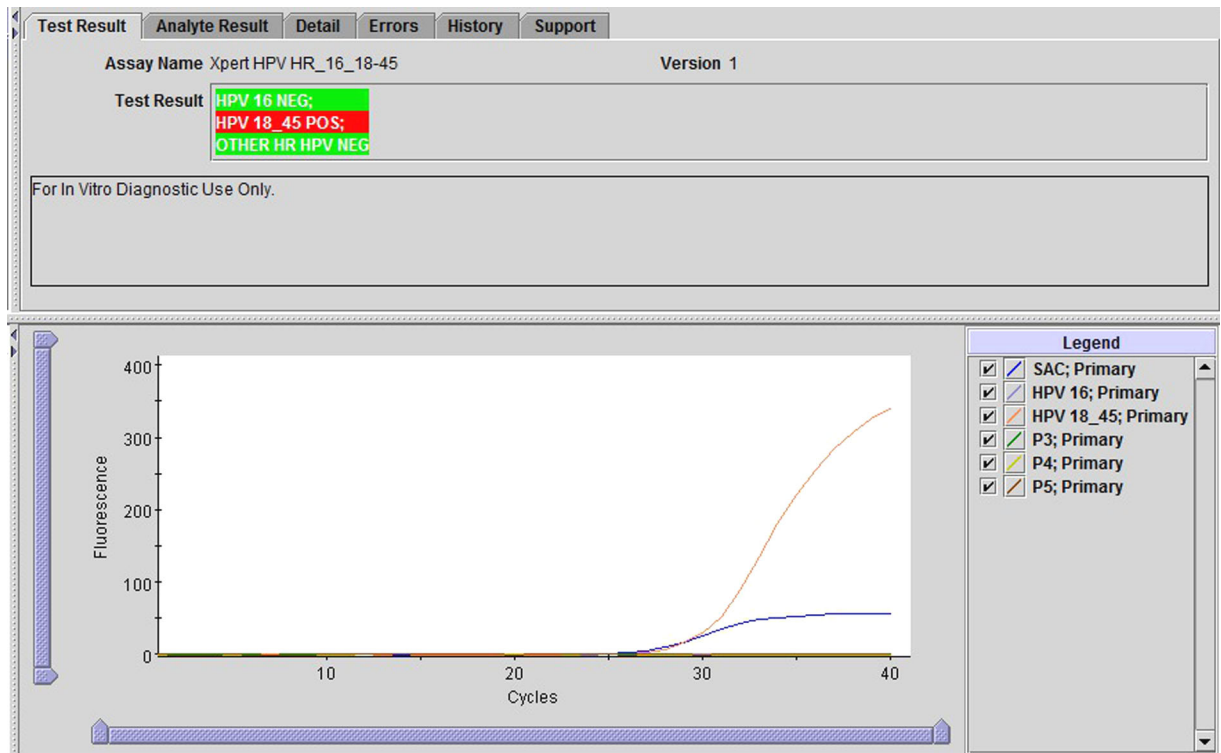 Test Result Analyte Result Detail Errors History Support
Assay Name Xpert HPV HR_16_18-45 Version 1
Test Result HPV 16 NEG;
HPV 18_45 POS;
OTHER HR HPV NEG
For In Vitro Diagnostic Use Only.
Legend
SAC; Primary
HPV 16; Primary
HPV 18_45; Primary
P3; Primary
P4; Primary
P5; Primary
400
300
200
100
0
Fluorescence
10 20 30 40
Cycles